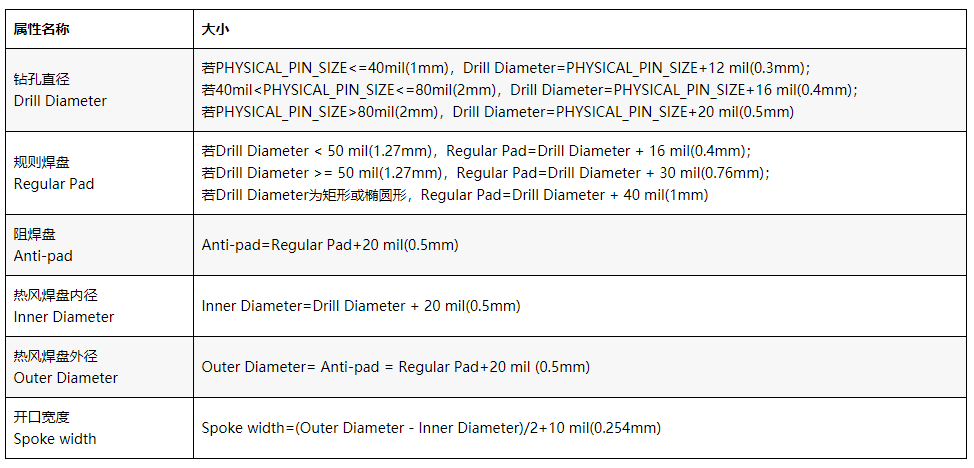 属性名称 大小
钻孔直径
Drill Diameter
若PHYSICAL_PIN_SIZE<=40mil(1mm)，Drill Diameter=PHYSICAL_PIN_SIZE+12 mil(0.3mm)；
若40mil<PHYSICAL_PIN_SIZE<=80mil(2mm)，Drill Diameter=PHYSICAL_PIN_SIZE+16 mil(0.4mm)；
若PHYSICAL_PIN_SIZE>80mil(2mm)，Drill Diameter=PHYSICAL_PIN_SIZE+20 mil(0.5mm)
规则焊盘
Regular Pad
若Drill Diameter < 50 mil(1.27mm)，Regular Pad=Drill Diameter + 16 mil(0.4mm)；
若Drill Diameter >= 50 mil(1.27mm)，Regular Pad=Drill Diameter + 30 mil(0.76mm)；
若Drill Diameter为矩形或椭圆形，Regular Pad=Drill Diameter + 40 mil(1mm)
阻焊盘
Anti-pad
Anti-pad=Regular Pad+20 mil(0.5mm)
热风焊盘内径
Inner Diameter
Inner Diameter=Drill Diameter + 20 mil(0.5mm)
热风焊盘外径
Outer Diameter
Outer Diameter= Anti-pad = Regular Pad+20 mil (0.5mm)
开口宽度
Spoke width
Spoke width=(Outer Diameter - Inner Diameter)/2+10 mil(0.254mm)